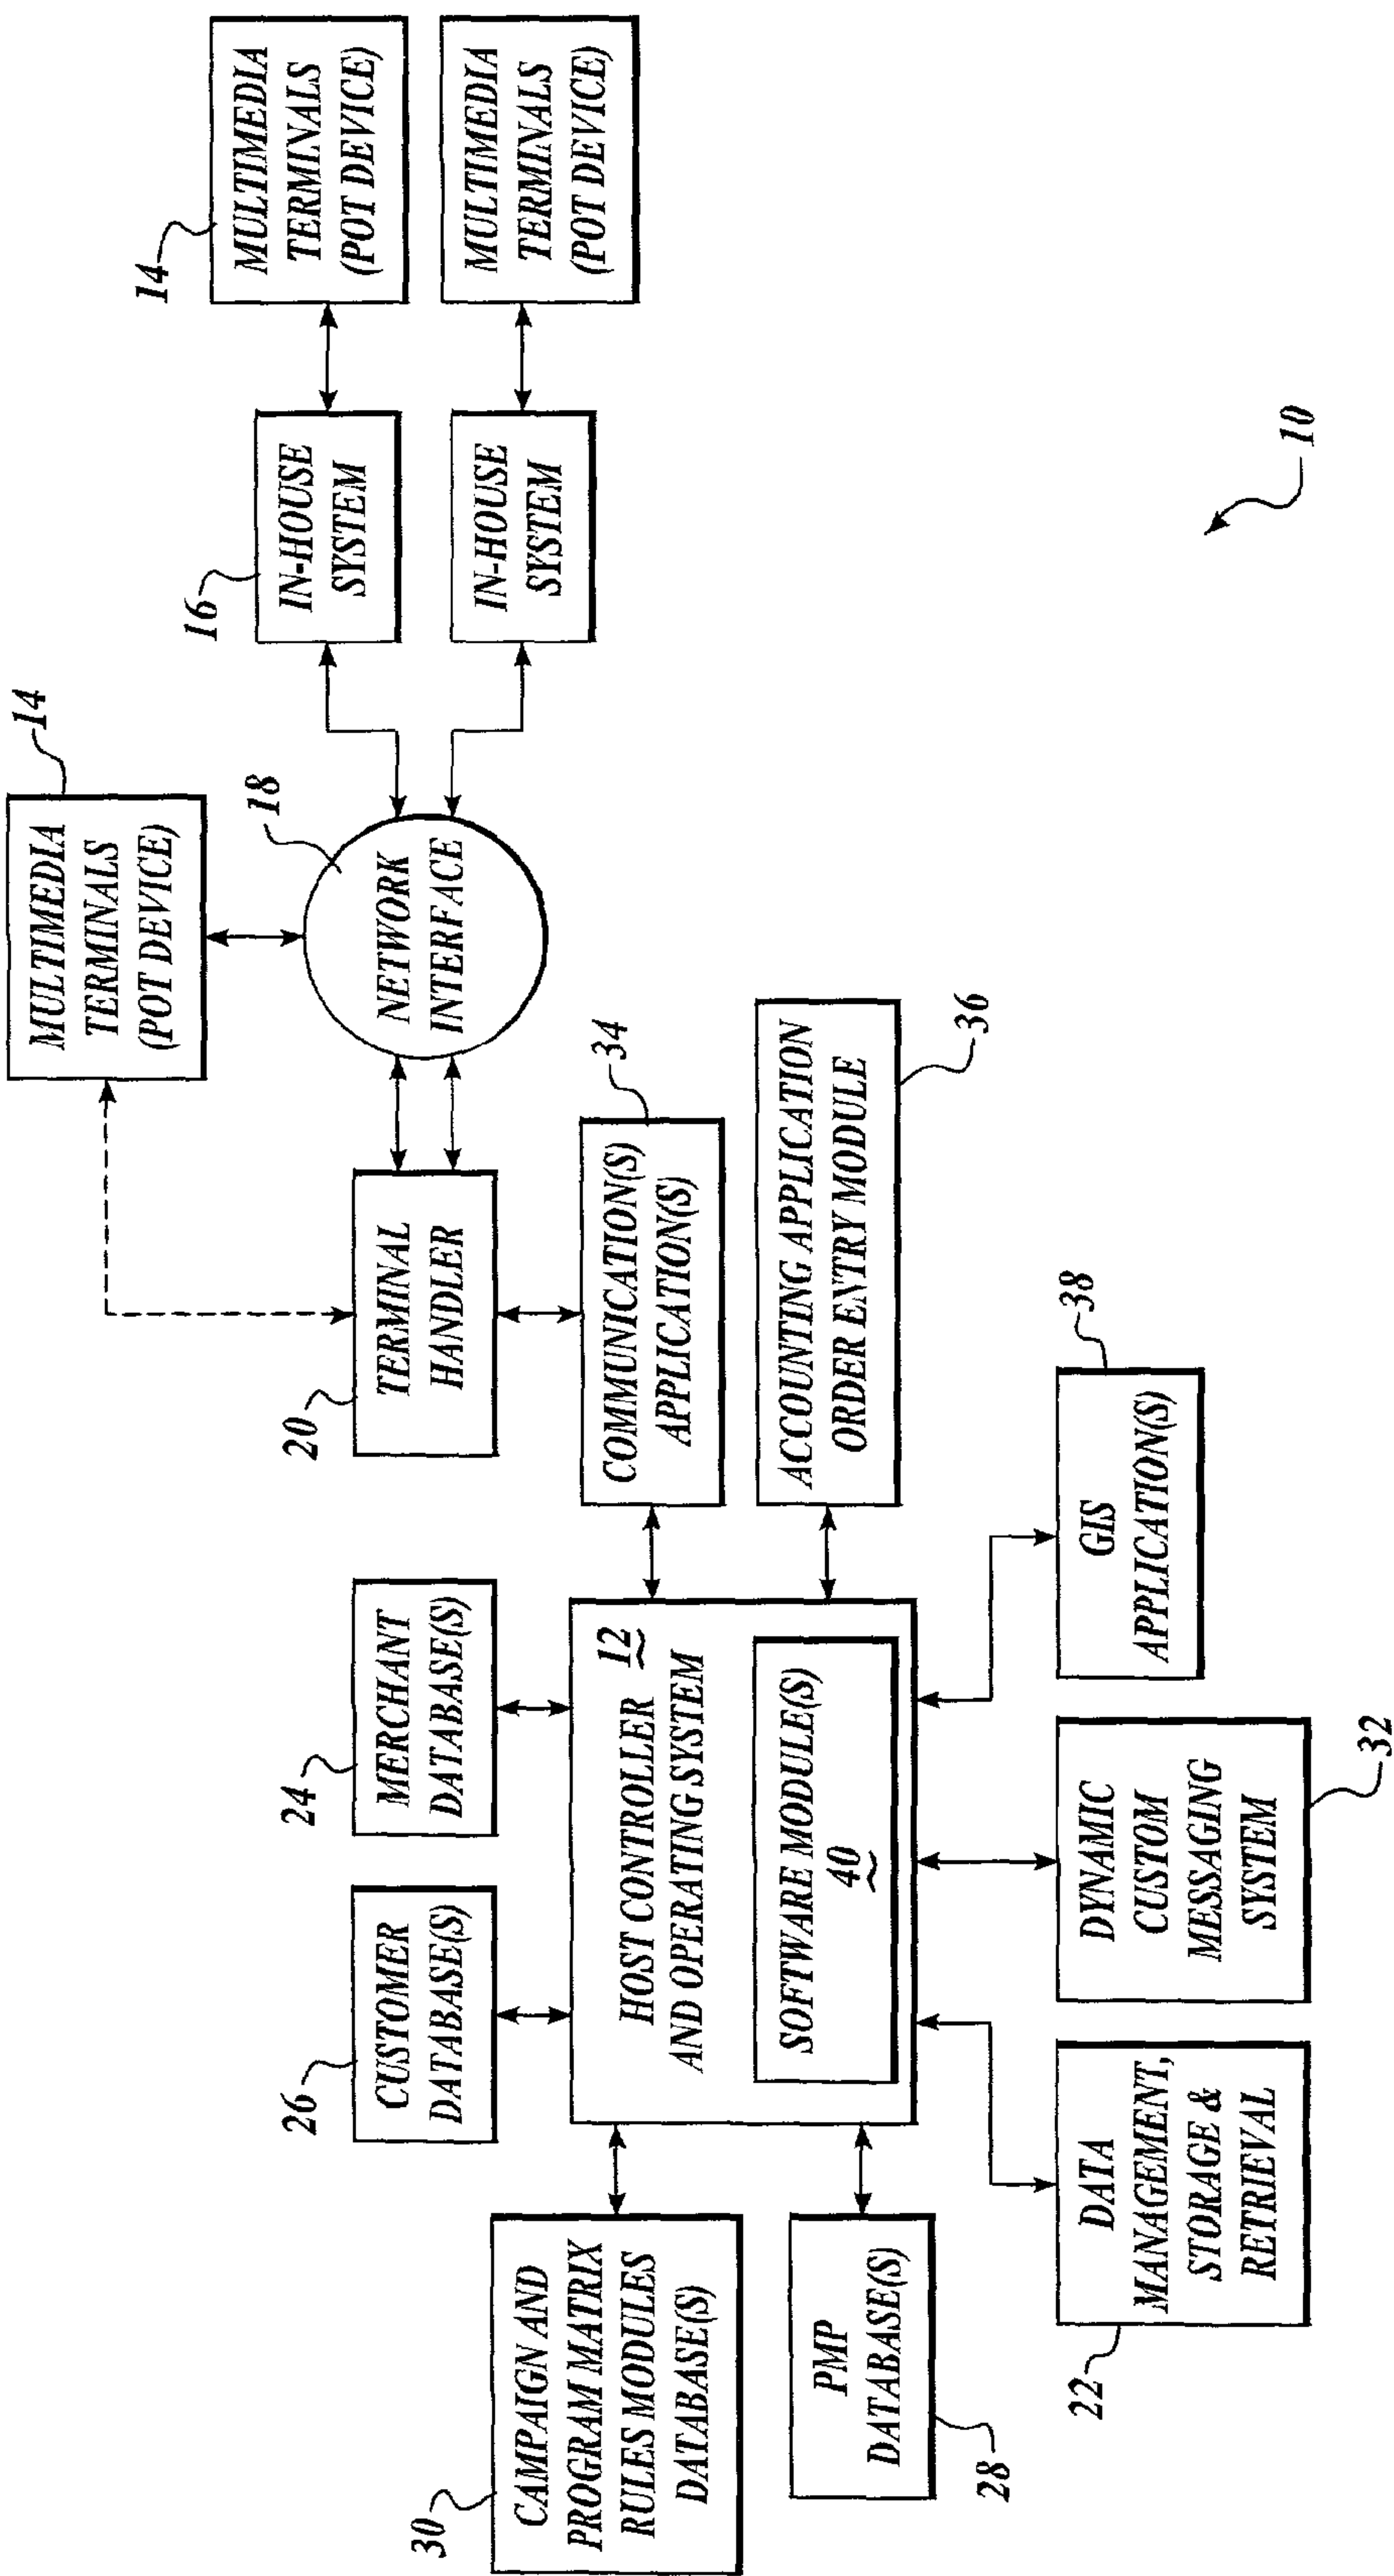 14
MULTIMEDIA
TERMINALS
(POT DEVICE)
14
MULTIMEDIA
TERMINALS
(POT DEVICE)
MULTIMEDIA
TERMINALS
(POT DEVICE)
16
IN-HOUSE
SYSTEM
IN-HOUSE
SYSTEM
18
NETWORK
INTERFACE
20
TERMINAL
HANDLER
34
COMMUNICATION(S)
APPLICATION(S)
36
ACCOUNTING APPLICATION
ORDER ENTRY MODULE
24
MERCHANT
DATABASE(S)
26
CUSTOMER
DATABASE(S)
HOST CONTROLLER 12
AND OPERATING SYSTEM
SOFTWARE MODULE(S)
40
30
CAMPAIGN AND
PROGRAM MATRIX
RULES MODULES
DATABASE(S)
PMP
DATABASE(S)
28
DATA
MANAGEMENT,
STORAGE &
RETRIEVAL
22
DYNAMIC
CUSTOM
MESSAGING
SYSTEM
32
38
GIS
APPLICATION(S)
10